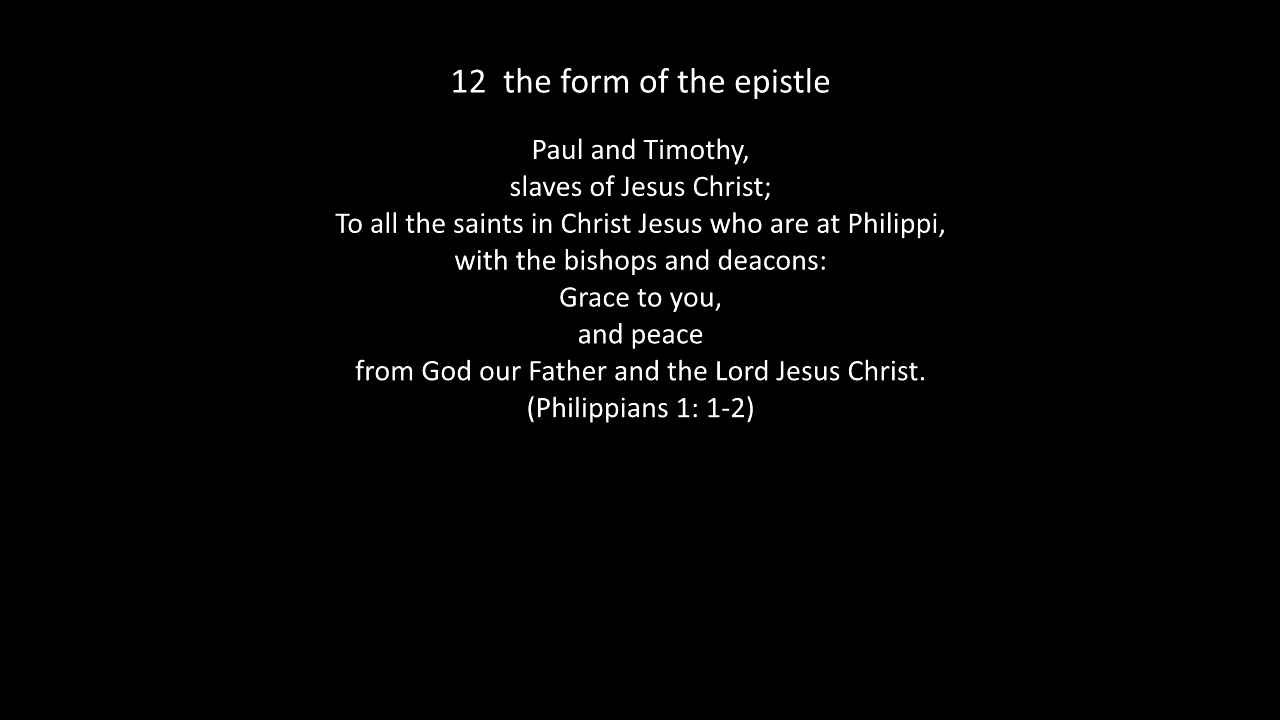 12  the form of the epistle
Paul and Timothy,
slaves of Jesus Christ;
To all the saints in Christ Jesus who are at Philippi,
with the bishops and deacons:
Grace to you,
and peace
from God our Father and the Lord Jesus Christ.
(Philippians 1: 1-2)